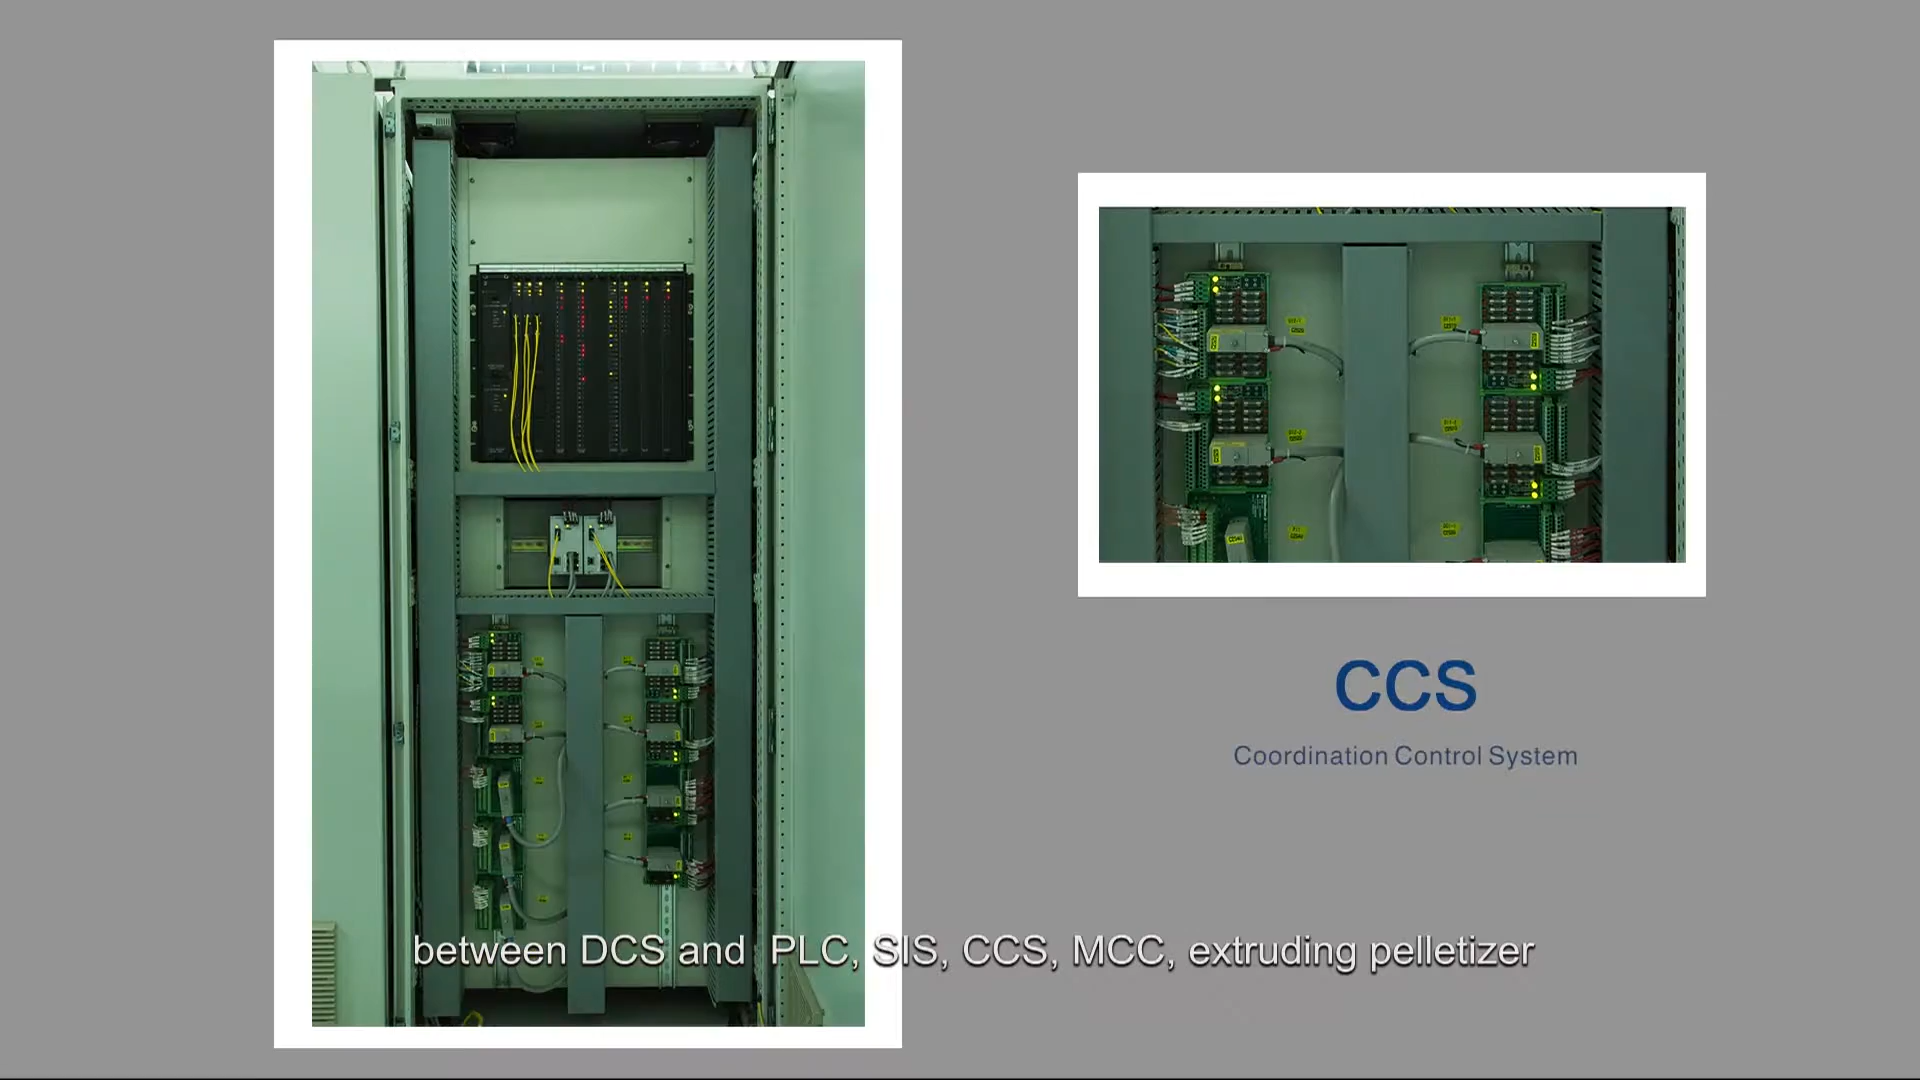 CCS
Coordination Control System
between DCS and PLC, SIS, CCS, MCC, extruding pelletizer